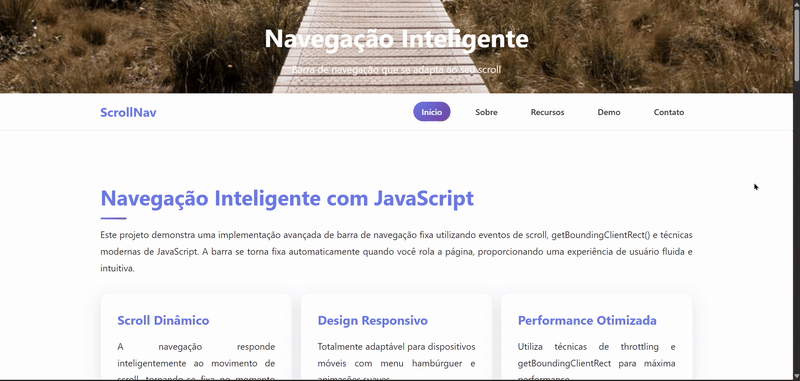 Navegação Inteligente
Barra de navegação que se adapta ao seu scroll
ScrollNav
Início
Sobre
Recursos
Demo
Contato
Navegação Inteligente com JavaScript
Este projeto demonstra uma implementação avançada de barra de navegação fixa utilizando eventos de scroll, getBoundingClientRect() e técnicas
modernas de JavaScript. A barra se torna fixa automaticamente quando você rola a página, proporcionando uma experiência de usuário fluida e
intuitiva.
Scroll Dinâmico
A navegação responde
inteligentemente ao movimento de
scroll, tornando-se fixa no momento
Design Responsivo
Totalmente adaptável para dispositivos
móveis com menu hambúrguer e
animações suaves.
Performance Otimizada
Utiliza técnicas de throttling e
getBoundingClientRect para máxima
performance.